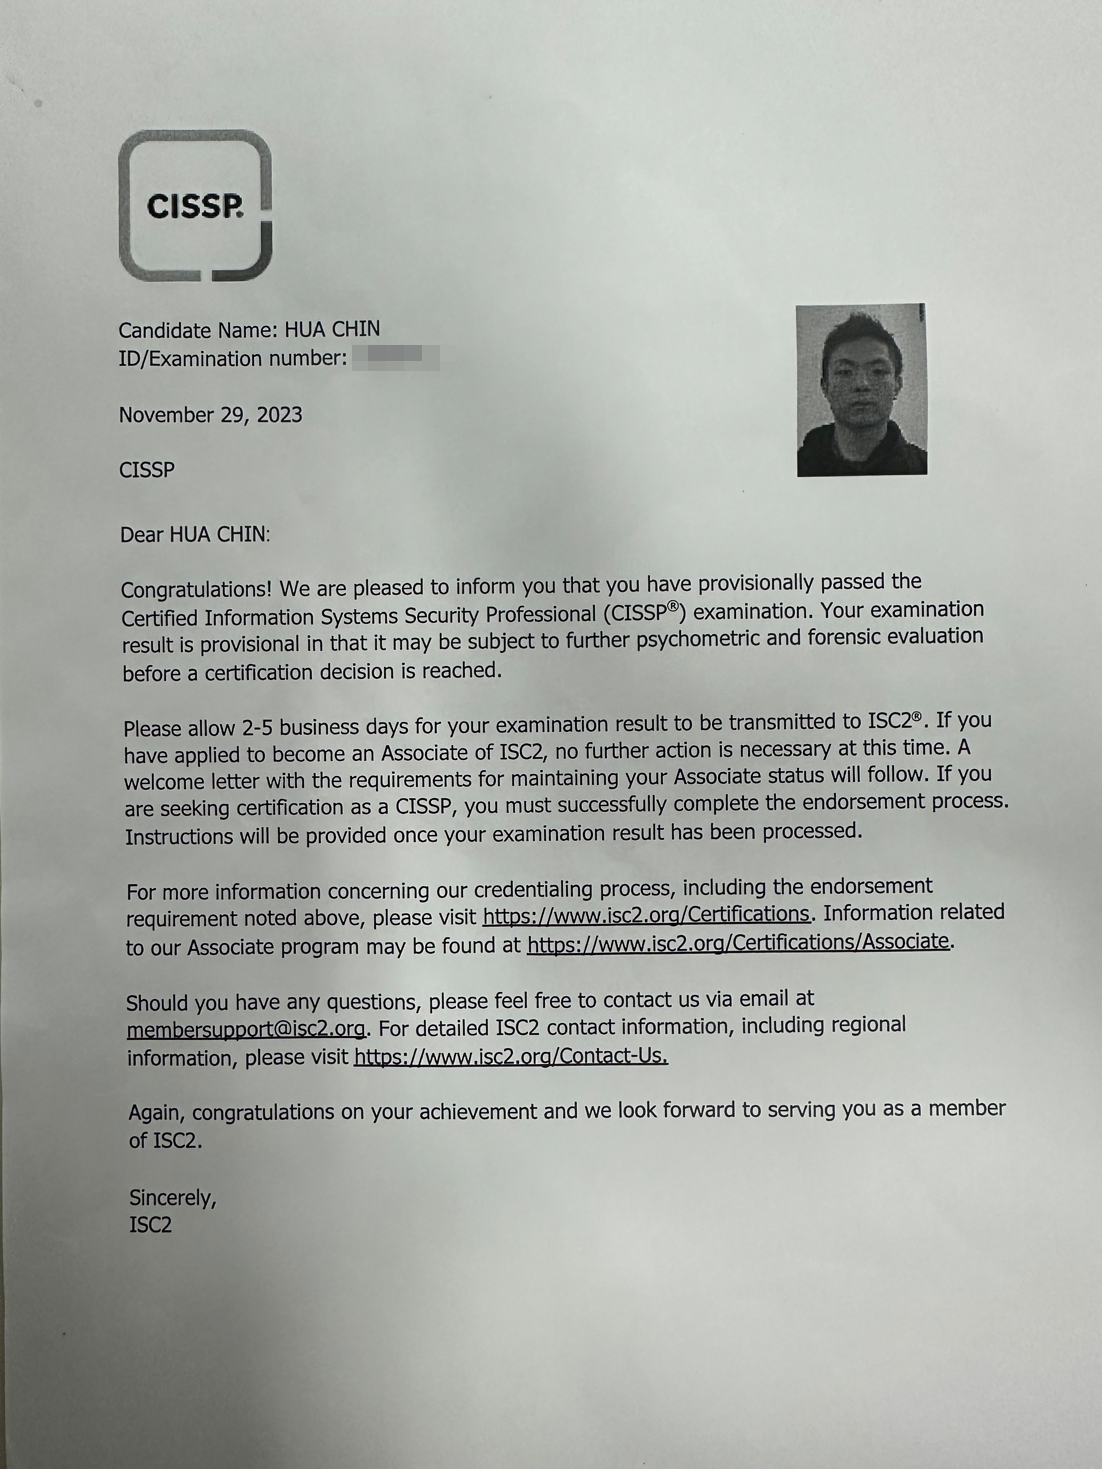 CISSP.
Candidate Name: HUA CHIN
ID/Examination number:
November 29, 2023
CISSP
Dear HUA CHIN:
Congratulations! We are pleased to inform you that you have provisionally passed the
Certified Information Systems Security Professional (CISSP®) examination. Your examination
result is provisional in that it may be subject to further psychometric and forensic evaluation
before a certification decision is reached.
Please allow 2-5 business days for your examination result to be transmitted to ISC2®. If you
have applied to become an Associate of ISC2, no further action is necessary at this time. A
welcome letter with the requirements for maintaining your Associate status will follow. If you
are seeking certification as a CISSP, you must successfully complete the endorsement process.
Instructions will be provided once your examination result has been processed.
For more information concerning our credentialing process, including the endorsement
requirement noted above, please visit https://www.isc2.org/Certifications. Information related
to our Associate program may be found at https://www.isc2.org/Certifications/Associate.
Should you have any questions, please feel free to contact us via email at
membersupport@isc2.org. For detailed ISC2 contact information, including regional
information, please visit https://www.isc2.org/Contact-Us.
Again, congratulations on your achievement and we look forward to serving you as a member
of ISC2.
Sincerely,
ISC2